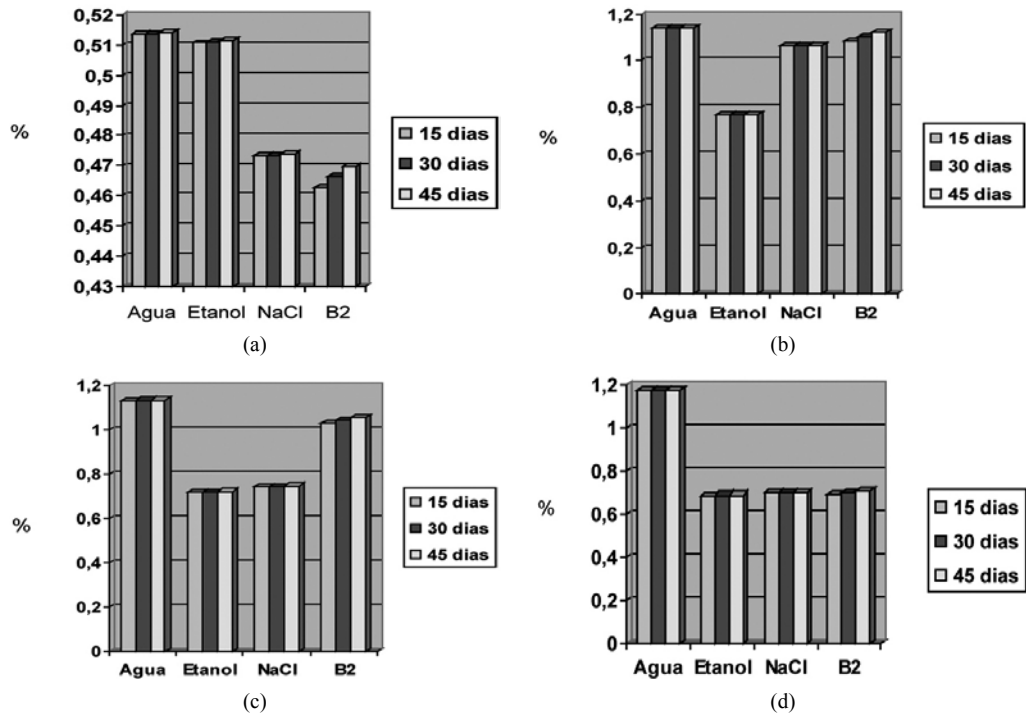 0,52
0,51
0,5
0,49
0,48
0,47
0,46
0,45
0,44
0,43
%
Agua Etanol NaCl B2
15 dias
30 dias
45 dias
(a)
1,2
1
0,8
0,6
0,4
0,2
0
%
Agua Etanol NaCl B2
15 dias
30 dias
45 dias
(b)
1,2
1
0,8
0,6
0,4
0,2
0
%
Agua Etanol NaCl B2
15 dias
30 dias
45 dias
(c)
1,2
1
0,8
0,6
0,4
0,2
0
%
Agua Etanol NaCl B2
15 dias
30 dias
45 dias
(d)